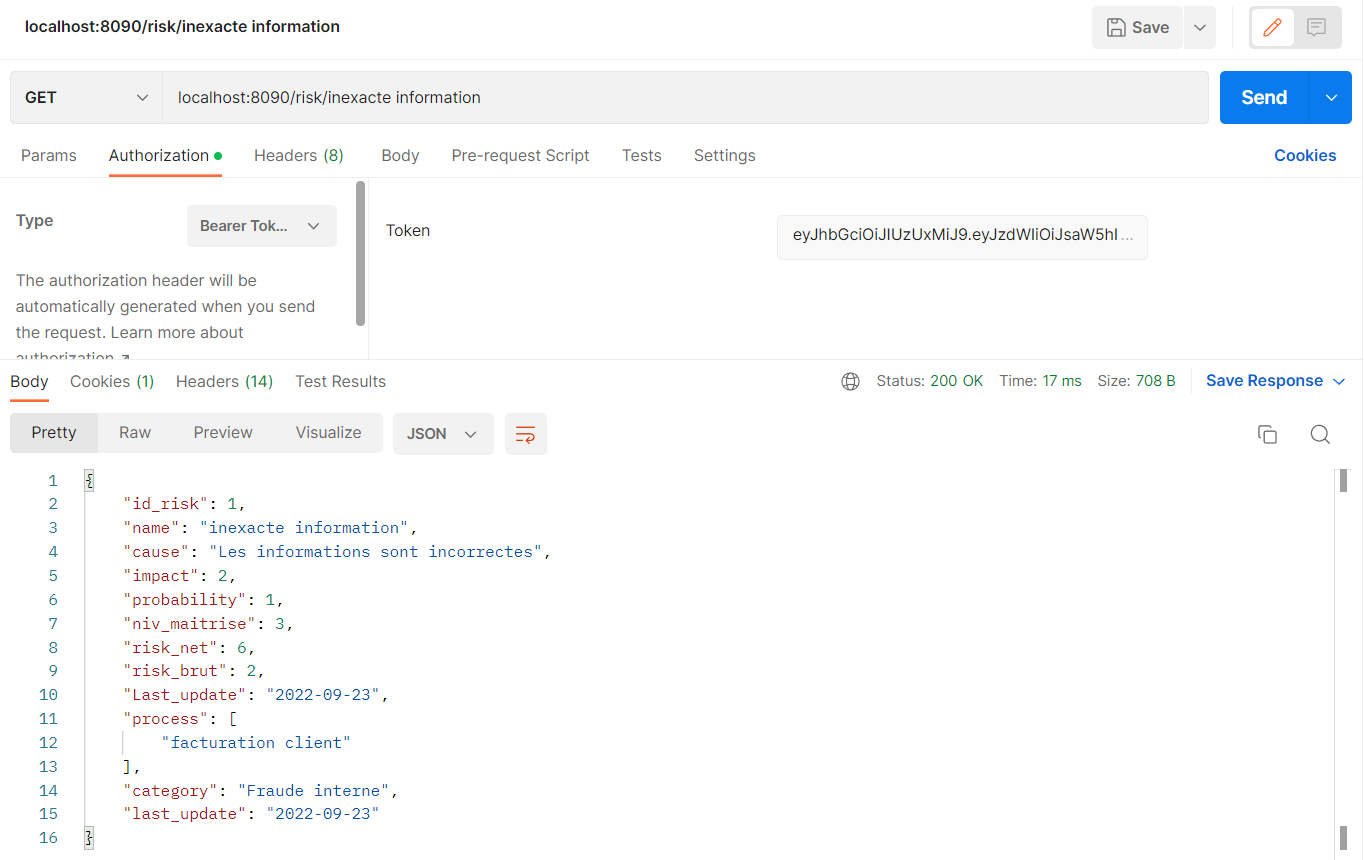 localhost:8090/risk/inexacte information
Save
GET
localhost:8090/risk/inexacte information
Send
Params Authorization Headers (8) Body Pre-request Script Tests Settings Cookies
Type
Bearer Tok...
Token
eyJhbGciOiJIUzUxMiJ9.eyJzdWIiOiJsaW5hI ...
The authorization header will be
automatically generated when you send
the request. Learn more about
authorization ↗
Body Cookies (1) Headers (14) Test Results Status: 200 OK Time: 17 ms Size: 708 B Save Response
Pretty Raw Preview Visualize JSON
1 {
2 "id_risk": 1,
3 "name": "inexacte information",
4 "cause": "Les informations sont incorrectes",
5 "impact": 2,
6 "probability": 1,
7 "niv_maitrise": 3,
8 "risk_net": 6,
9 "risk_brut": 2,
10 "Last_update": "2022-09-23",
11 "process": [
12 "facturation client"
13 ],
14 "category": "Fraude interne",
15 "last_update": "2022-09-23"
16 }